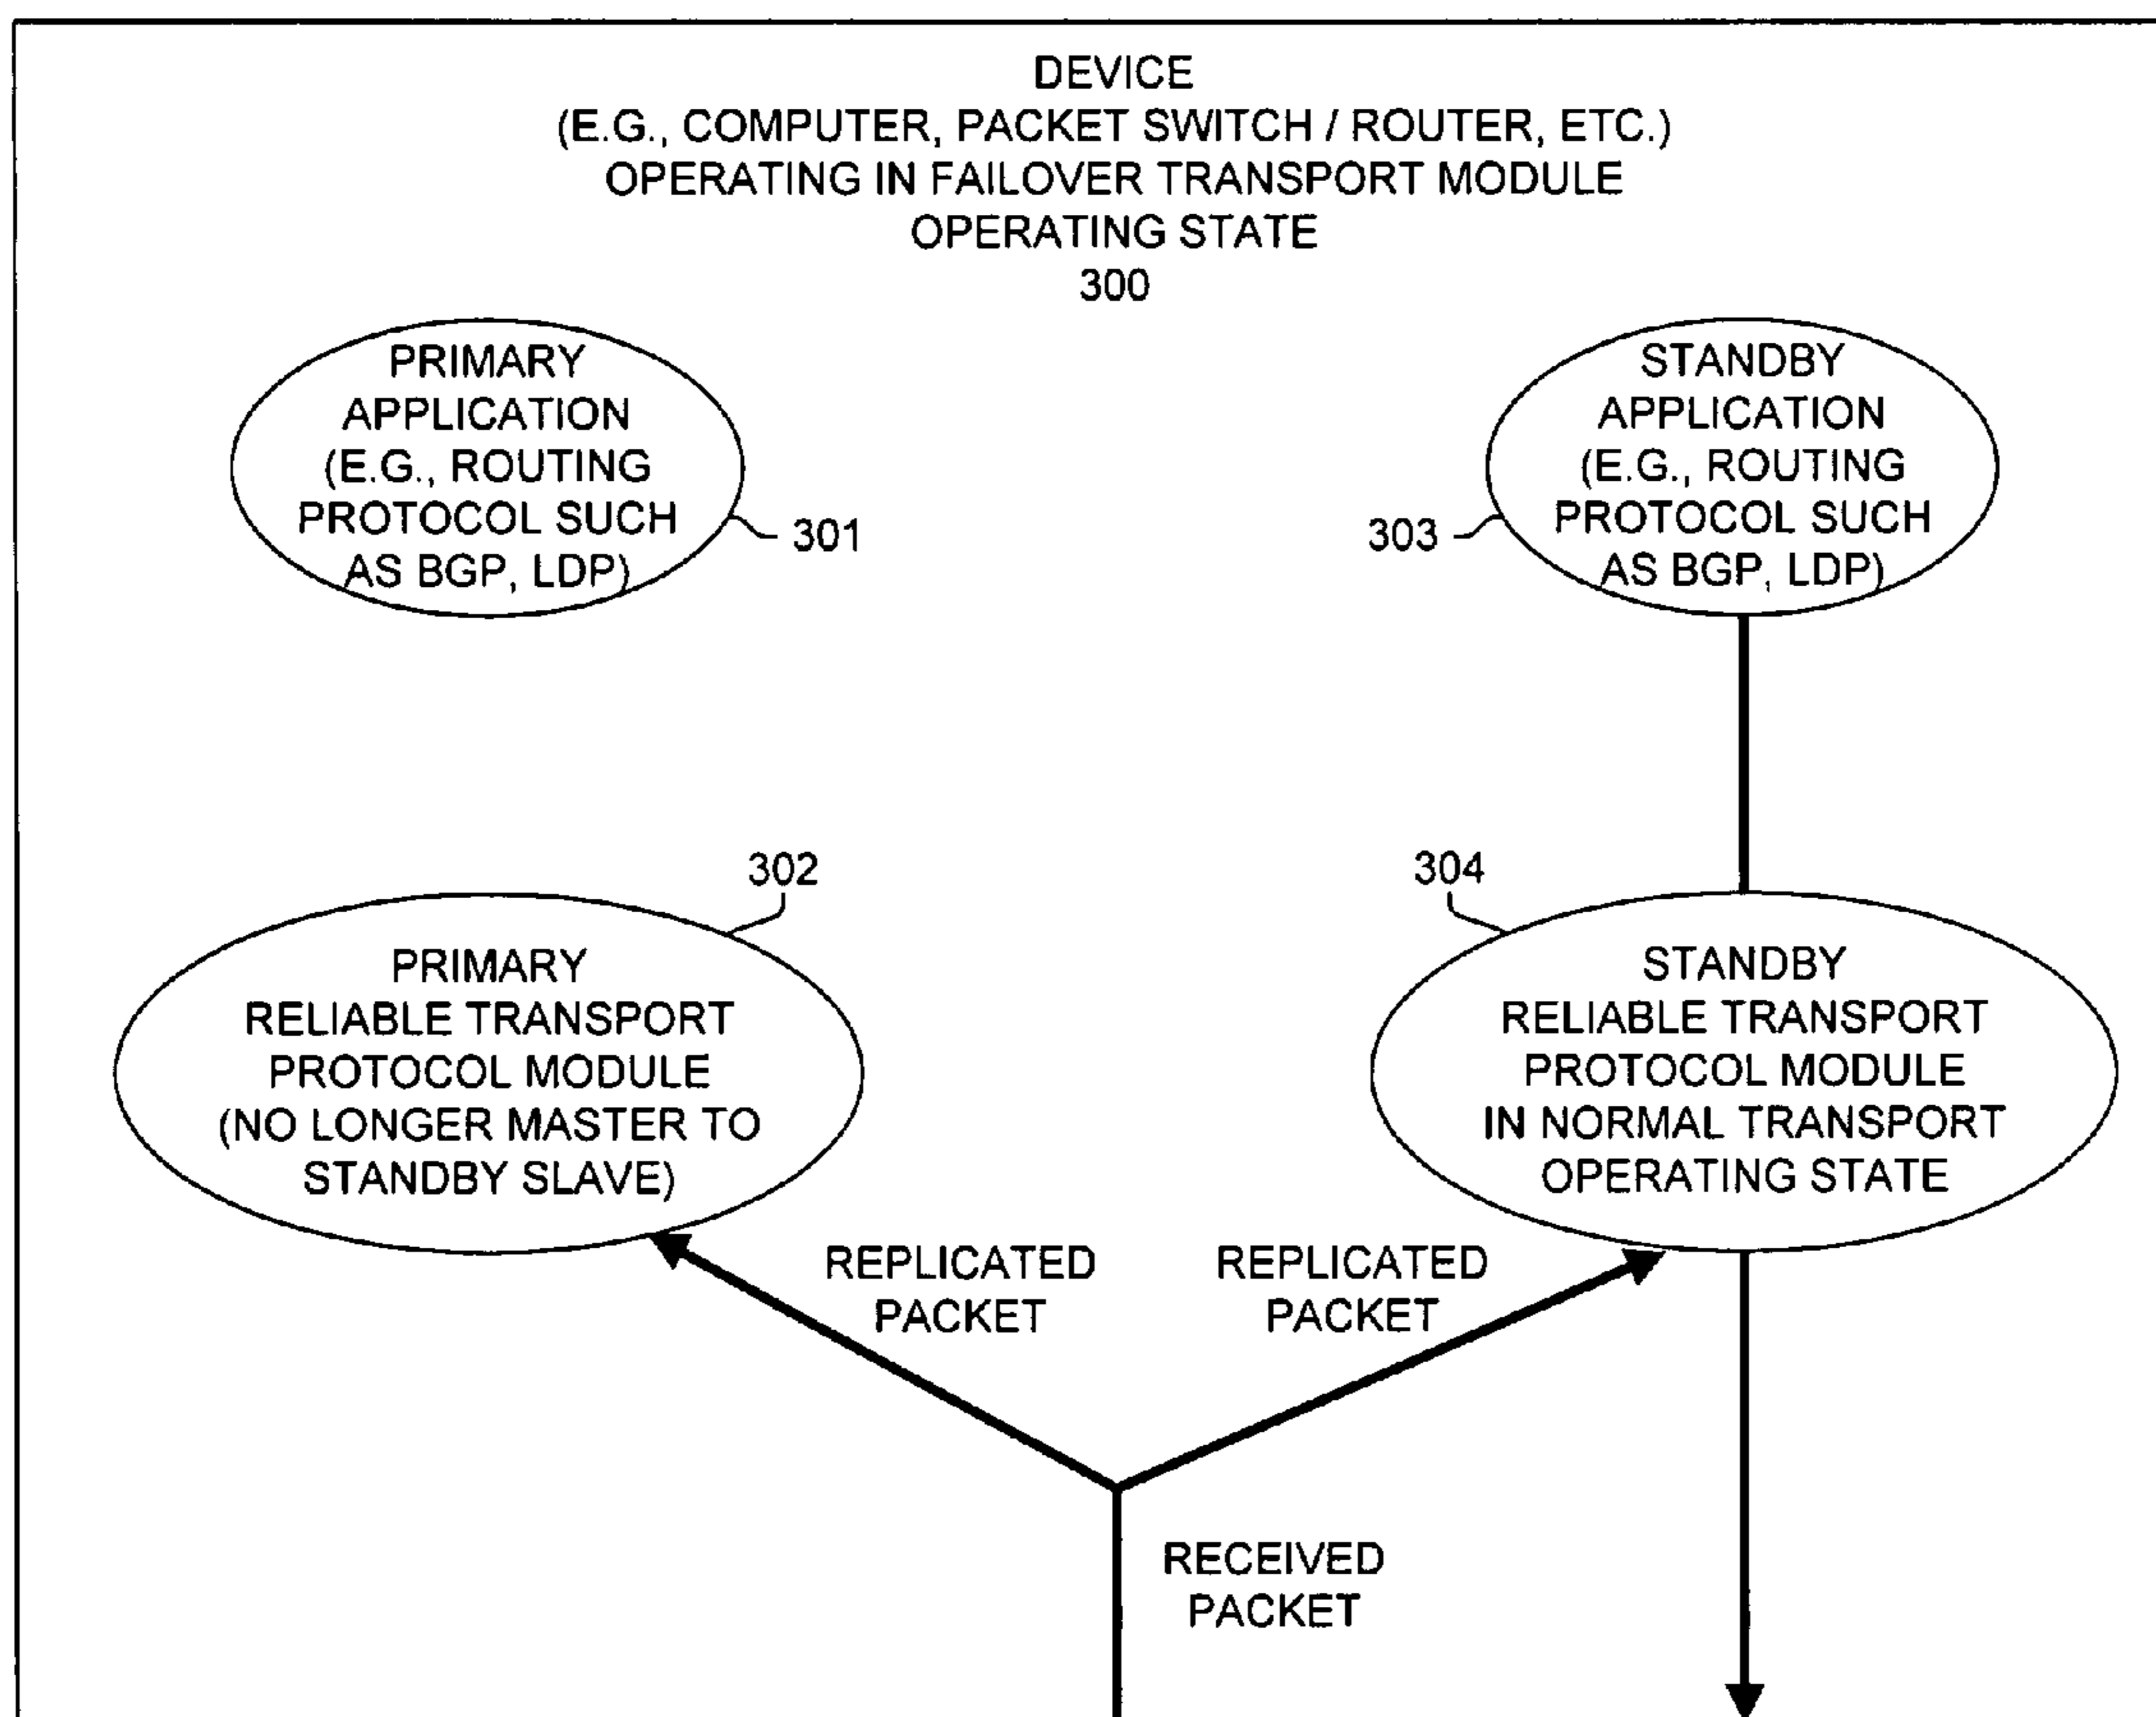 DEVICE
(E.G., COMPUTER, PACKET SWITCH / ROUTER, ETC.)
OPERATING IN FAILOVER TRANSPORT MODULE
OPERATING STATE
300
PRIMARY
APPLICATION
(E.G., ROUTING
PROTOCOL SUCH
AS BGP, LDP)
301
STANDBY
APPLICATION
(E.G., ROUTING
PROTOCOL SUCH
AS BGP, LDP)
303
302
PRIMARY
RELIABLE TRANSPORT
PROTOCOL MODULE
(NO LONGER MASTER TO
STANDBY SLAVE)
304
STANDBY
RELIABLE TRANSPORT
PROTOCOL MODULE
IN NORMAL TRANSPORT
OPERATING STATE
REPLICATED
PACKET
REPLICATED
PACKET
RECEIVED
PACKET